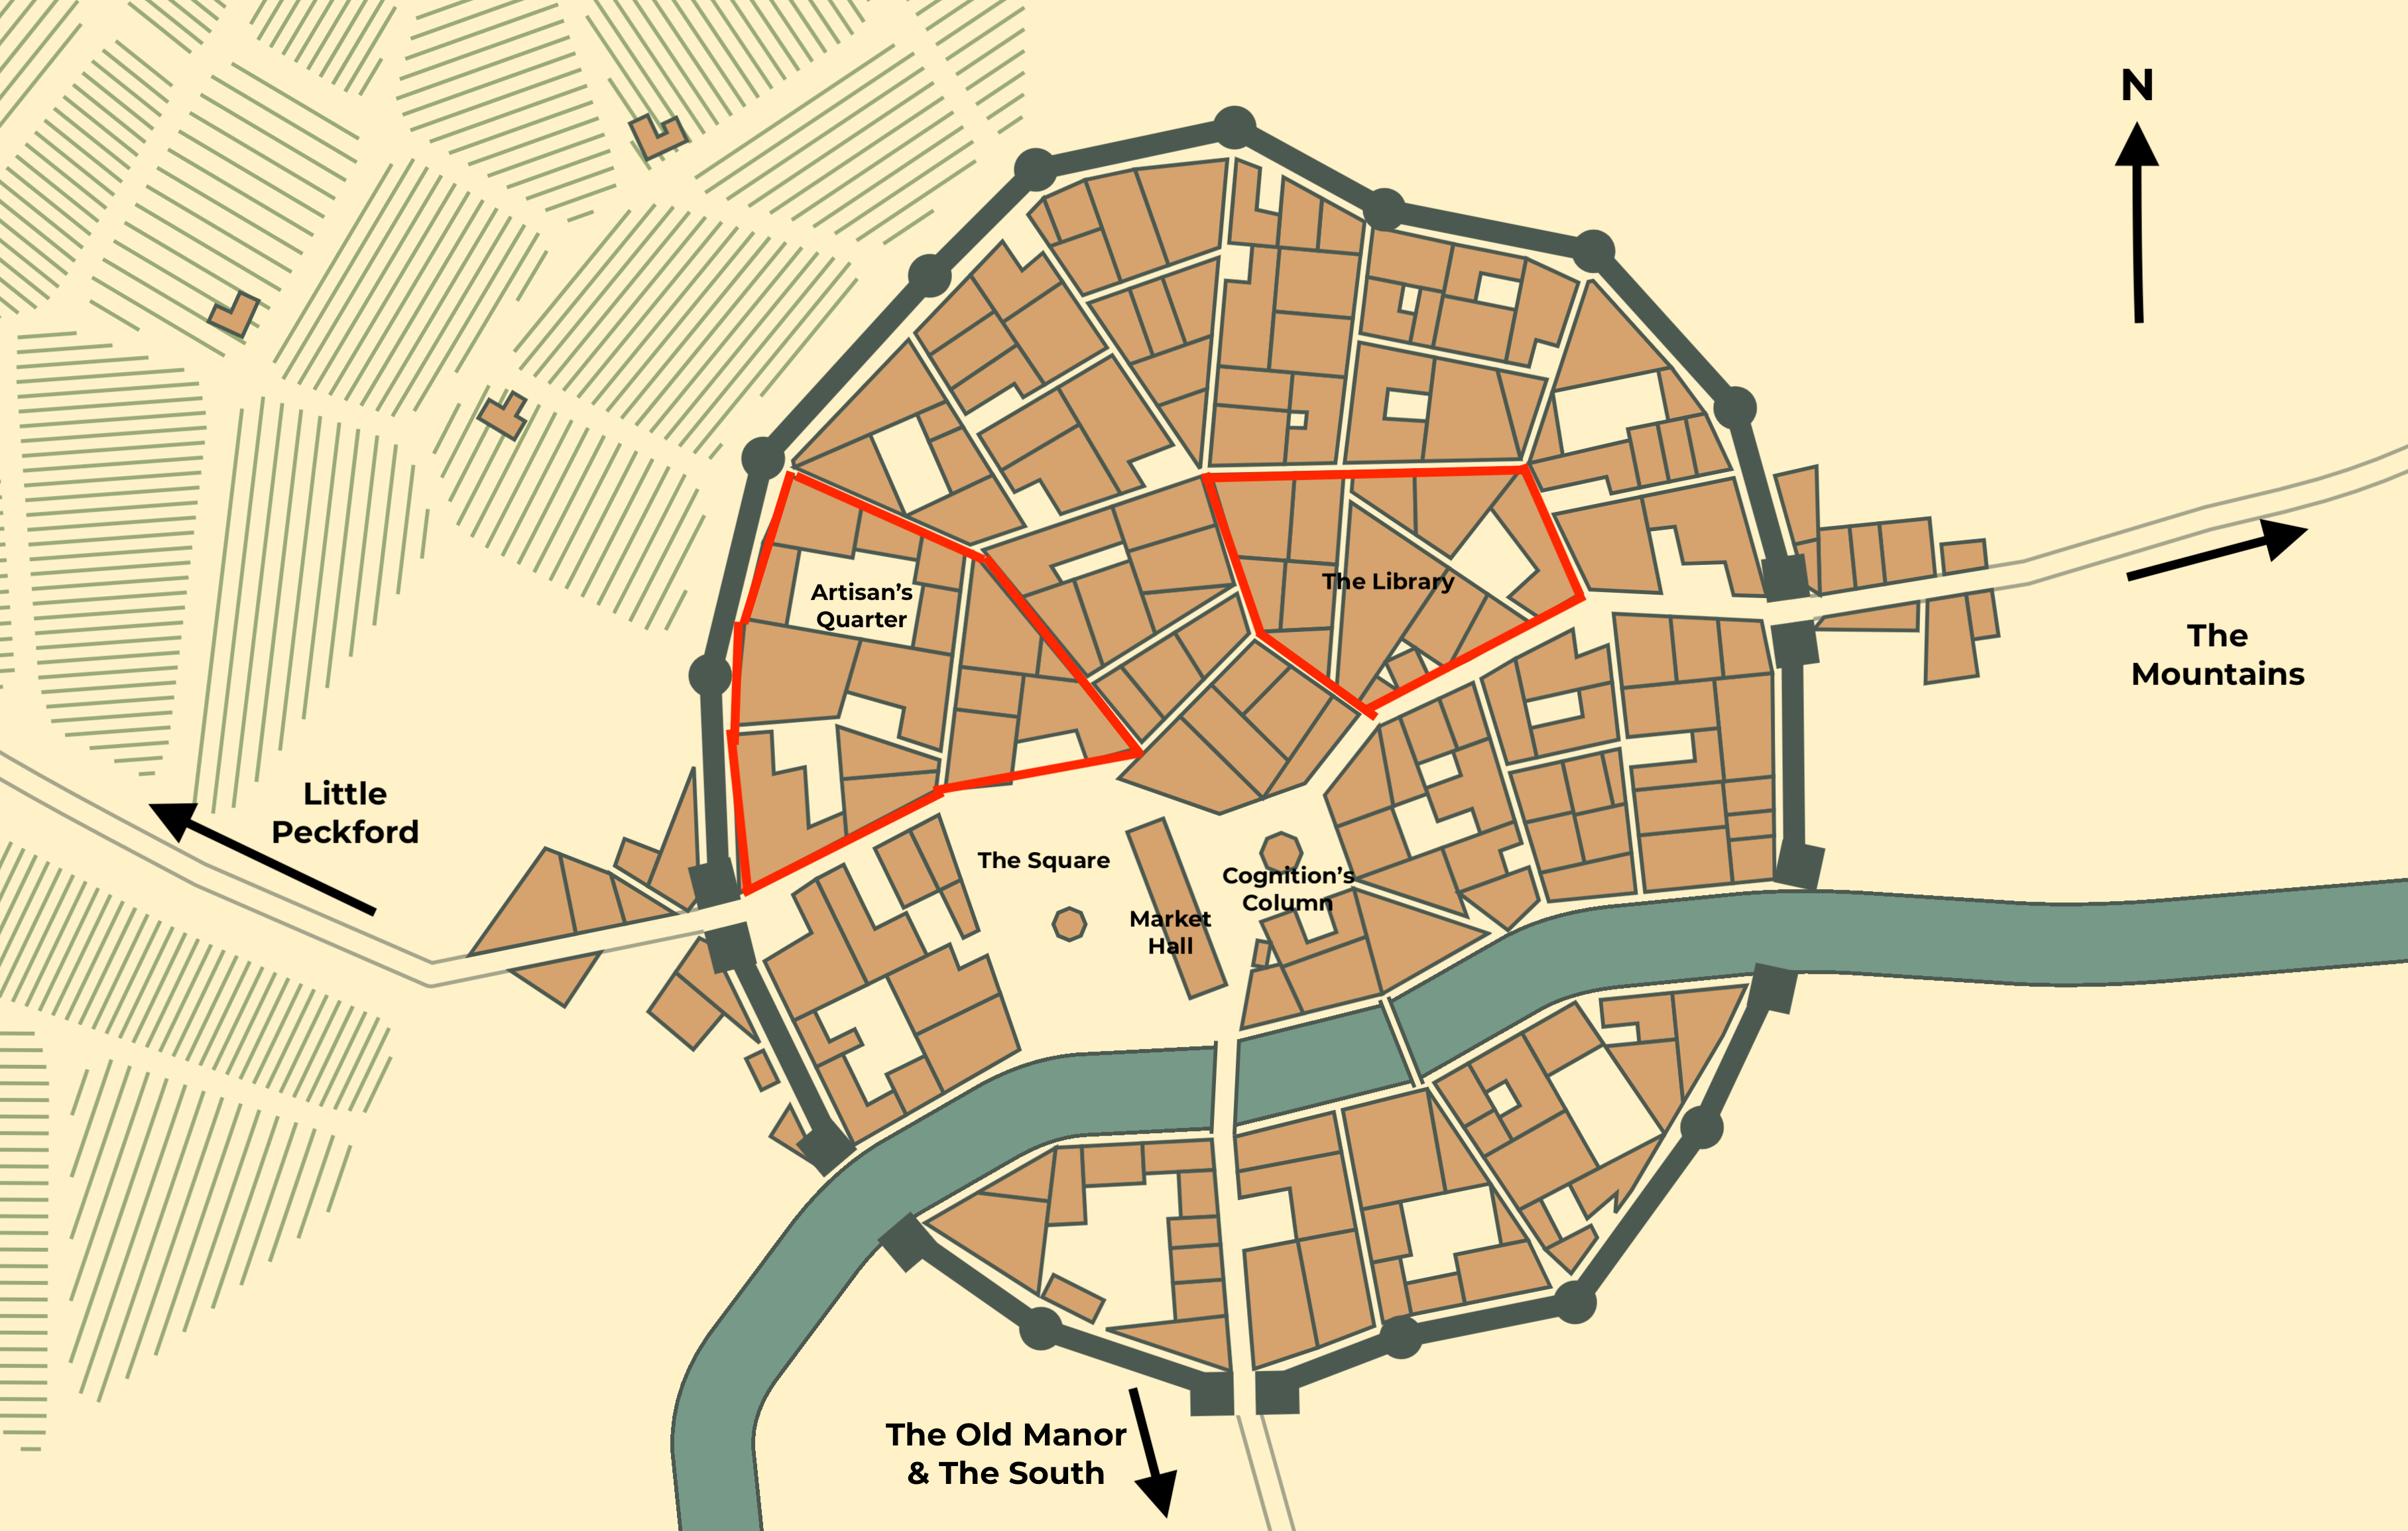 N
Artisan's
Quarter
The Library
The
Mountains
Little
Peckford
The Square
Cognition's
Column
Market
Hall
The Old Manor
& The South